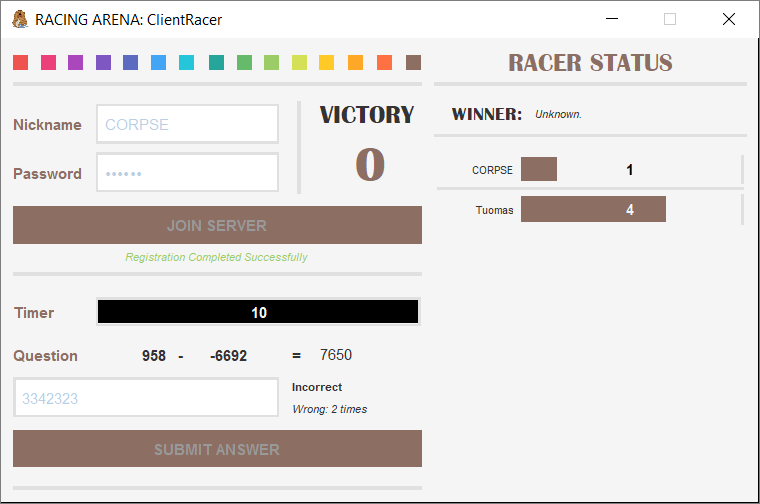 RACING ARENA: ClientRacer
Nickname
CORPSE
Password
••••••
VICTORY
0
JOIN SERVER
Registration Completed Successfully
Timer
10
Question
958 - -6692 = 7650
3342323
Incorrect
Wrong: 2 times
SUBMIT ANSWER
RACER STATUS
WINNER: Unknown.
CORPSE 1
Tuomas 4